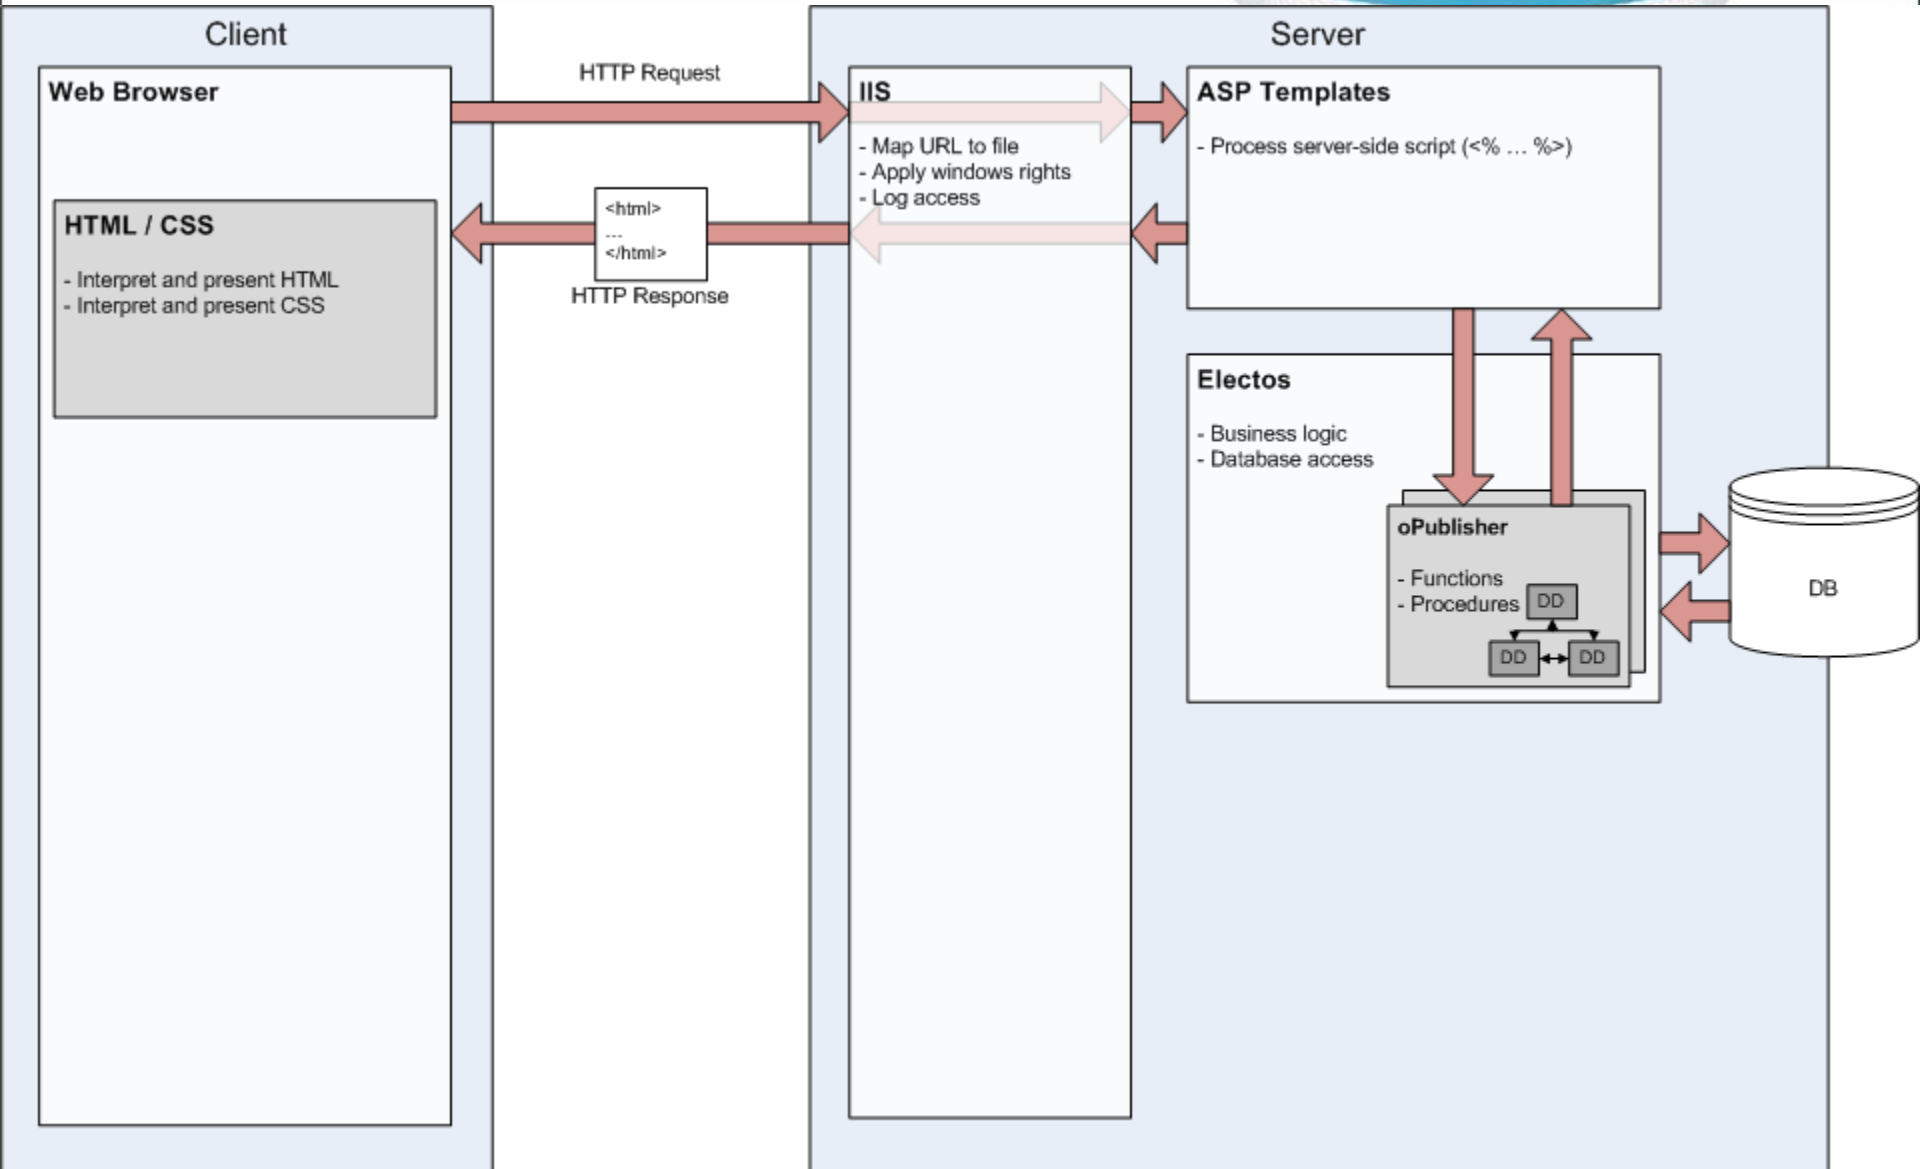 Client
Web Browser
HTML / CSS
- Interpret and present HTML
- Interpret and present CSS
HTTP Request
<html>
---
</html>
HTTP Response
Server
IIS
- Map URL to file
- Apply windows rights
- Log access
ASP Templates
- Process server-side script (<% ... %>)
Electos
- Business logic
- Database access
oPublisher
- Functions
- Procedures
DD
DD
DD
DB